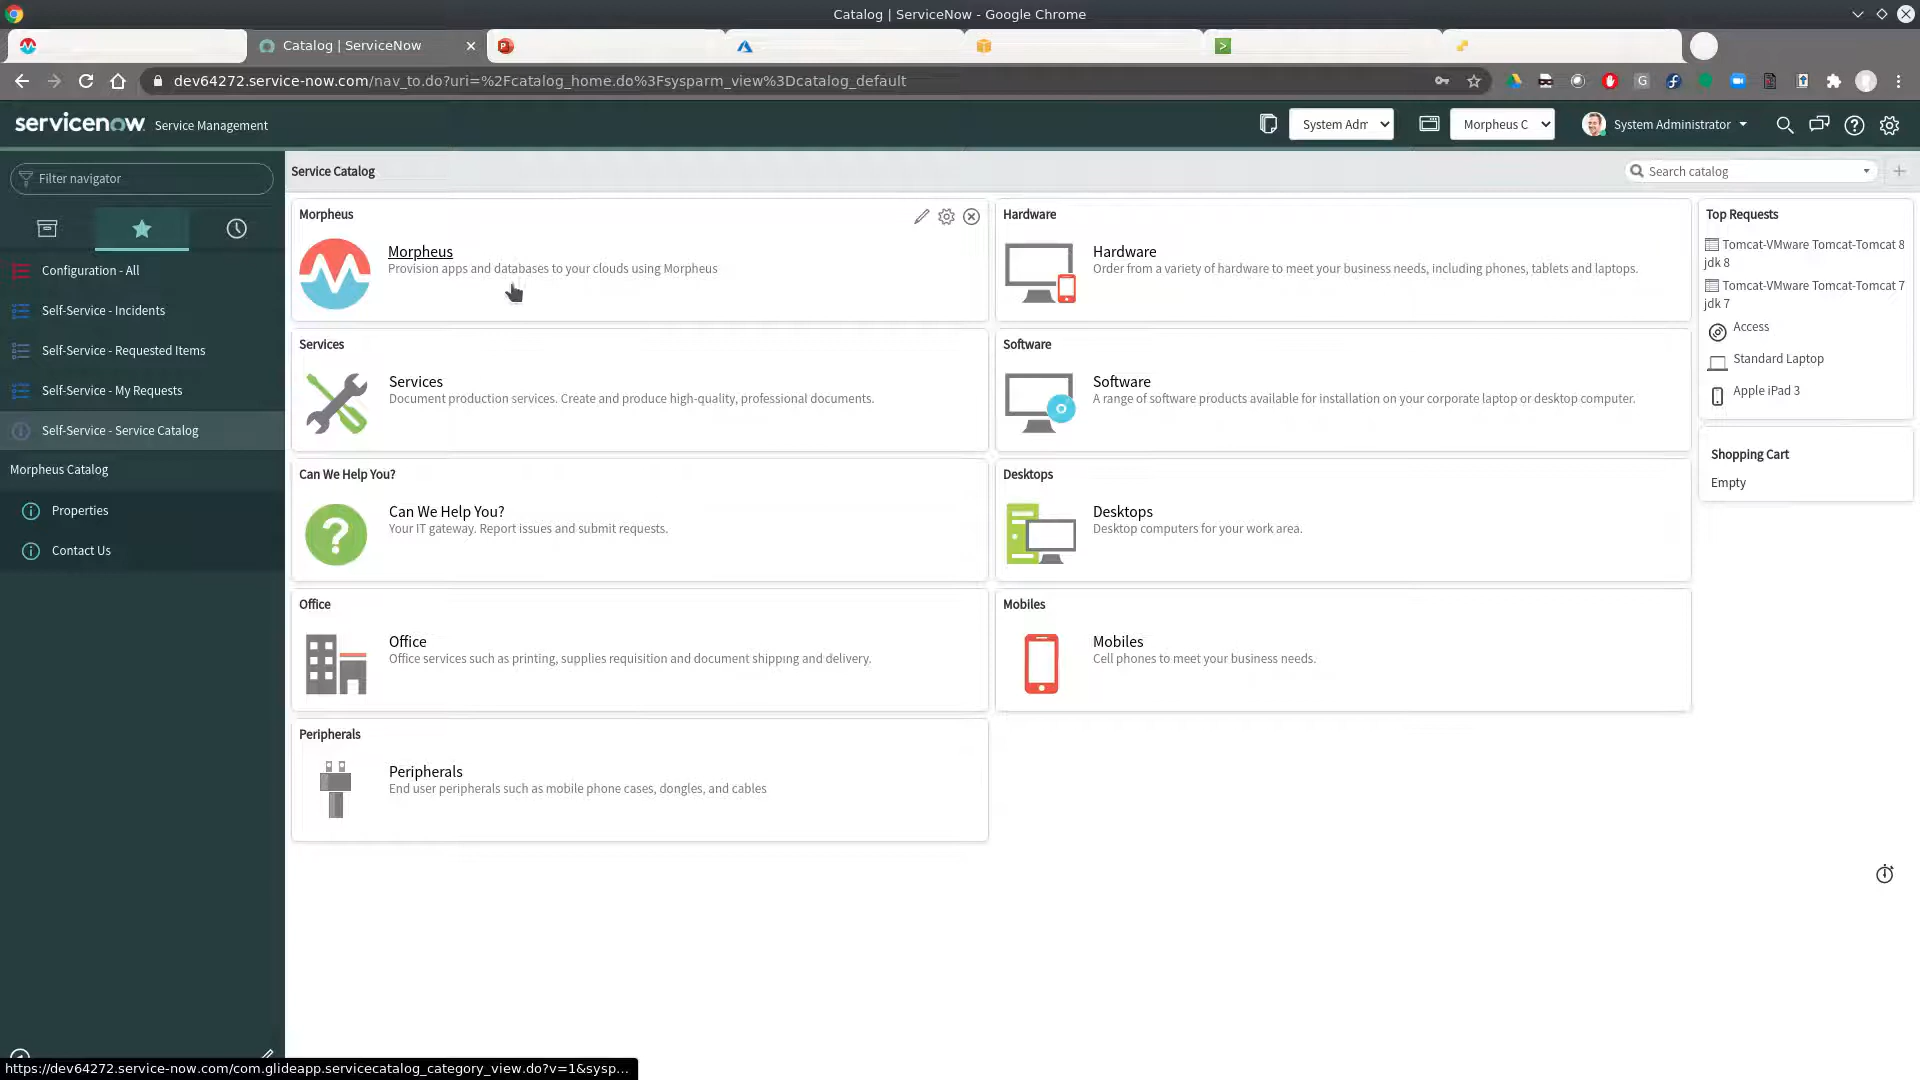 Catalog | ServiceNow - Google Chrome
Catalog | ServiceNow
dev64272.service-now.com/nav_to.do?uri=%2Fcatalog_home.do%3Fsysparm_view%3Dcatalog_default
servicenow Service Management
System Adm
Morpheus C
System Administrator
Filter navigator
Configuration - All
Self-Service - Incidents
Self-Service - Requested Items
Self-Service - My Requests
Self-Service - Service Catalog
Morpheus Catalog
Properties
Contact Us
Service Catalog
Search catalog
Morpheus
Morpheus
Provision apps and databases to your clouds using Morpheus
Hardware
Hardware
Order from a variety of hardware to meet your business needs, including phones, tablets and laptops.
Services
Services
Document production services. Create and produce high-quality, professional documents.
Software
Software
A range of software products available for installation on your corporate laptop or desktop computer.
Can We Help You?
Can We Help You?
Your IT gateway. Report issues and submit requests.
Desktops
Desktops
Desktop computers for your work area.
Office
Office
Office services such as printing, supplies requisition and document shipping and delivery.
Mobiles
Mobiles
Cell phones to meet your business needs.
Peripherals
Peripherals
End user peripherals such as mobile phone cases, dongles, and cables
Top Requests
Tomcat-VMware Tomcat-Tomcat 8
jdk 8
Tomcat-VMware Tomcat-Tomcat 7
jdk 7
Access
Standard Laptop
Apple iPad 3
Shopping Cart
Empty
https://dev64272.service-now.com/com.glideapp.servicecatalog_category_view.do?v=1&sysp...